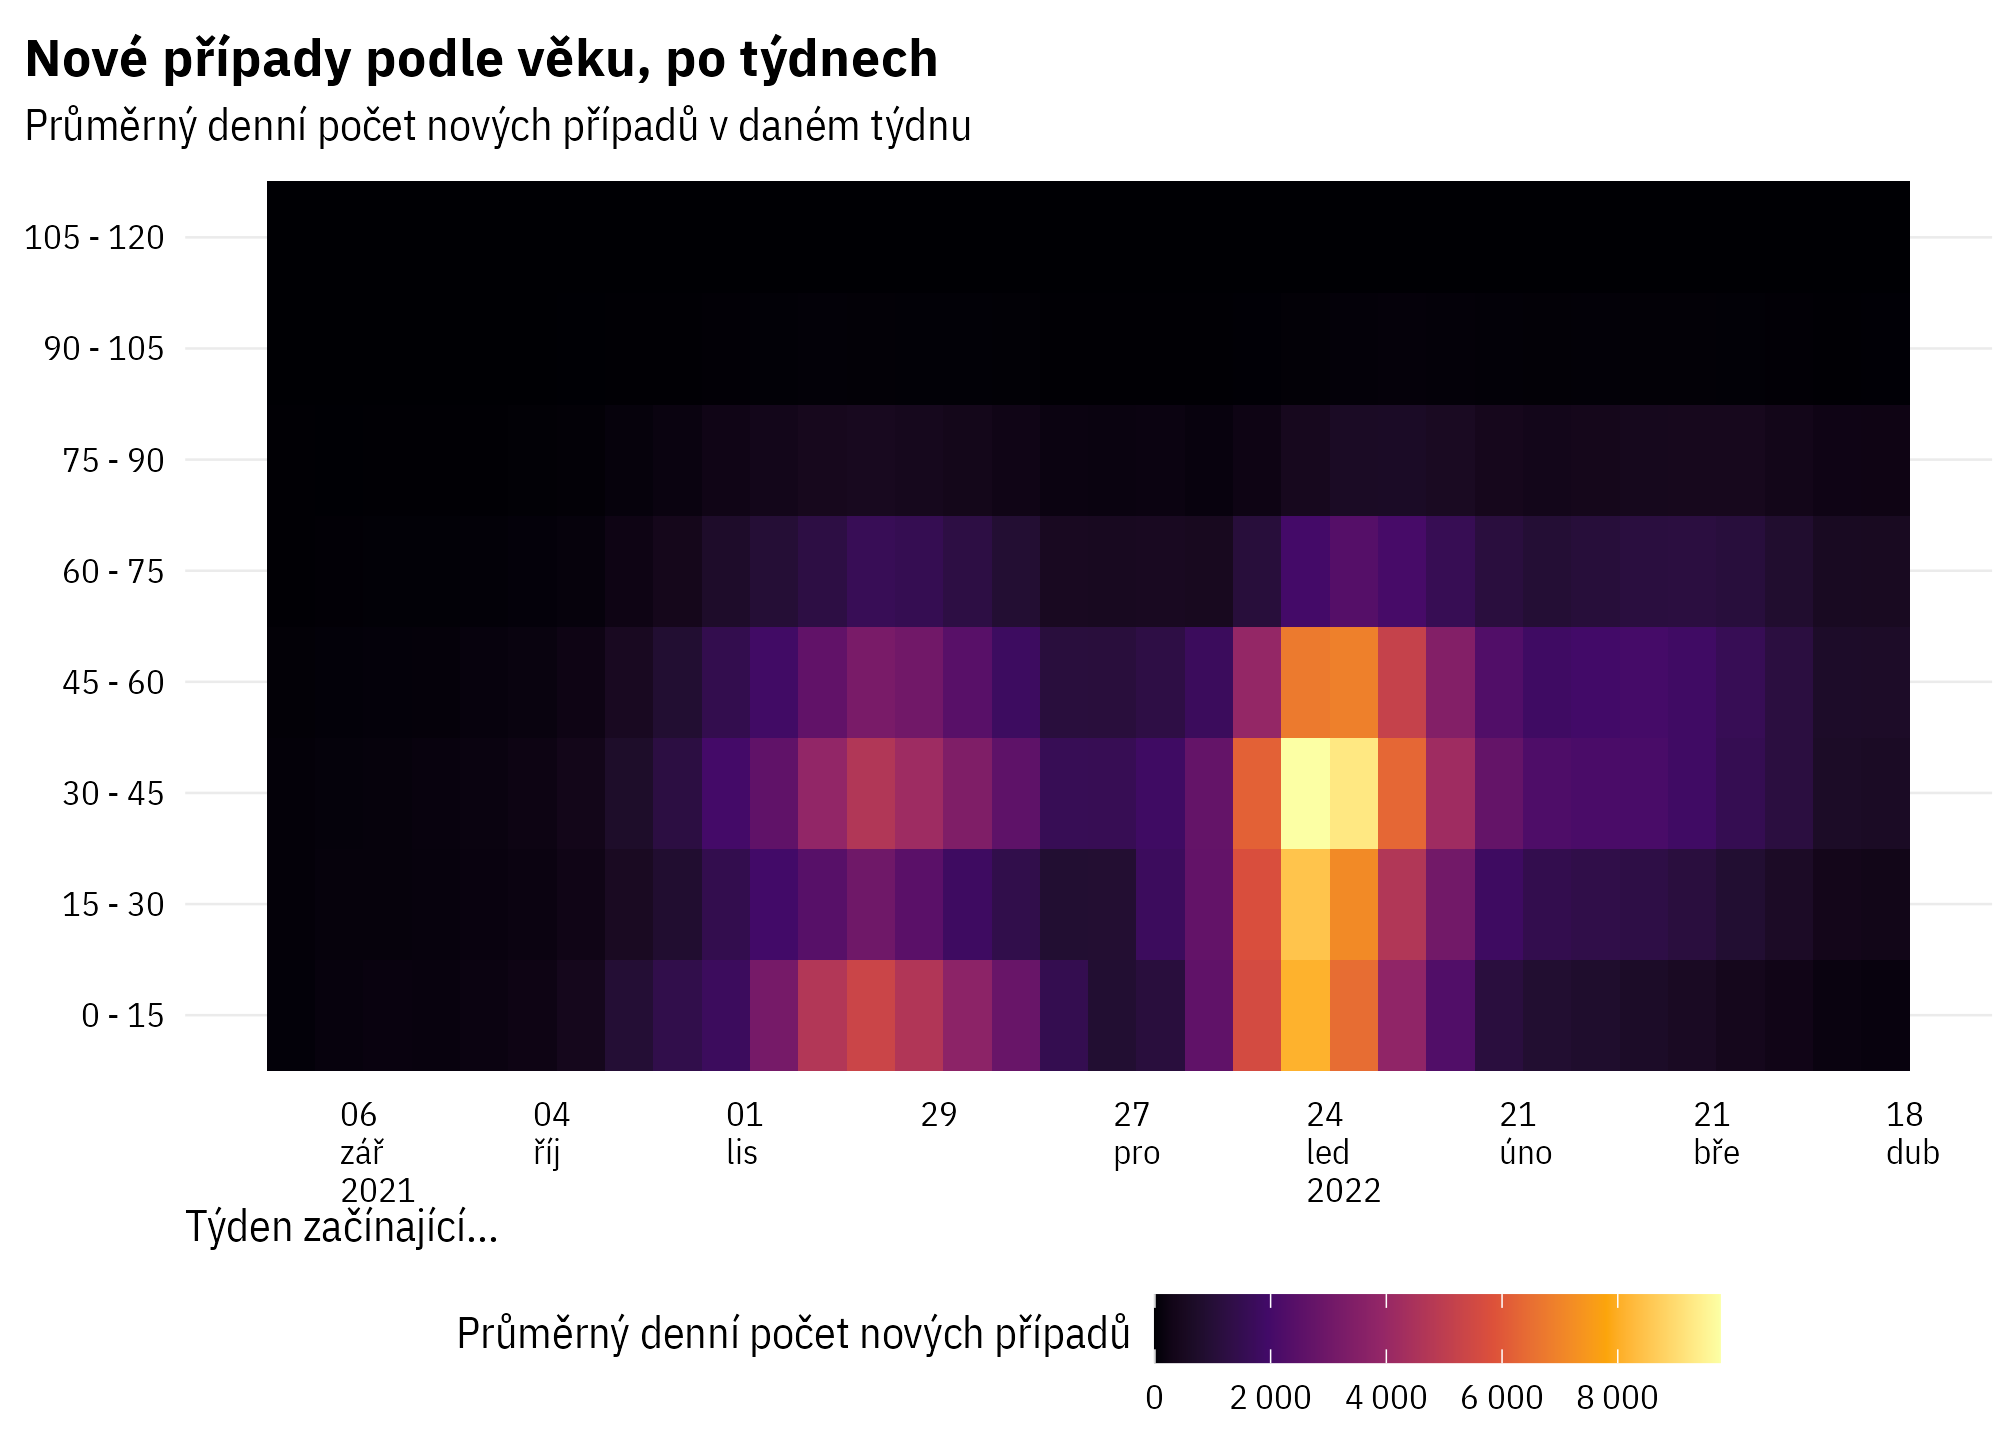 Nové případy podle věku, po týdnech
Průměrný denní počet nových případů v daném týdnu
105 - 120
90 - 105
75 - 90
60 - 75
45 - 60
30 - 45
15 - 30
0 - 15
06 04 01 29 27 24 21 21 18
zář říj lis pro led úno bře dub
2021 2022
Týden začínající...
Průměrný denní počet nových případů
0 2 000 4 000 6 000 8 000